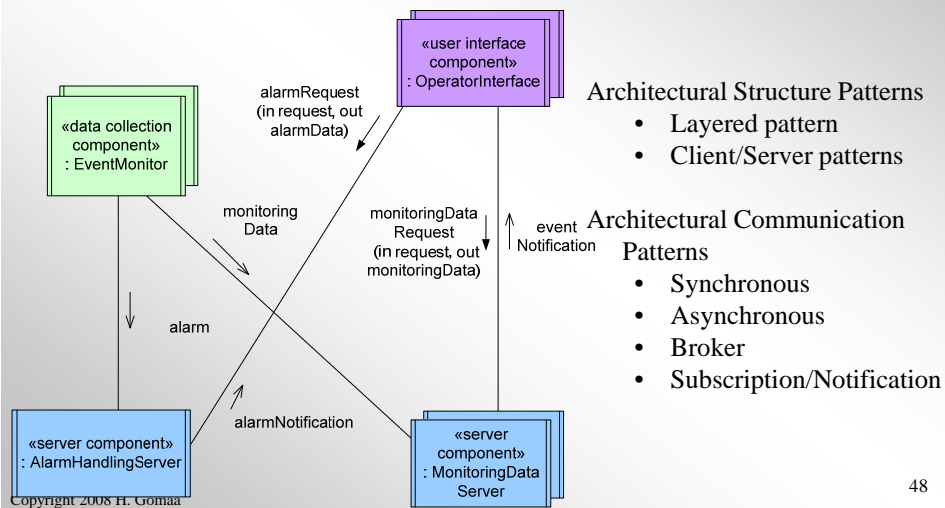 «user interface
component»
: OperatorInterface
alarmRequest
(in request, out
alarmData)
«data collection
component»
: EventMonitor
monitoring
Data
monitoringData
Request
(in request, out
monitoringData)
event
Notification
alarm
alarmNotification
«server component»
: AlarmHandlingServer
«server
component»
: MonitoringData
Server
Architectural Structure Patterns
• Layered pattern
• Client/Server patterns
Architectural Communication
Patterns
• Synchronous
• Asynchronous
• Broker
• Subscription/Notification
Copyright 2008 H. Gomaa
48